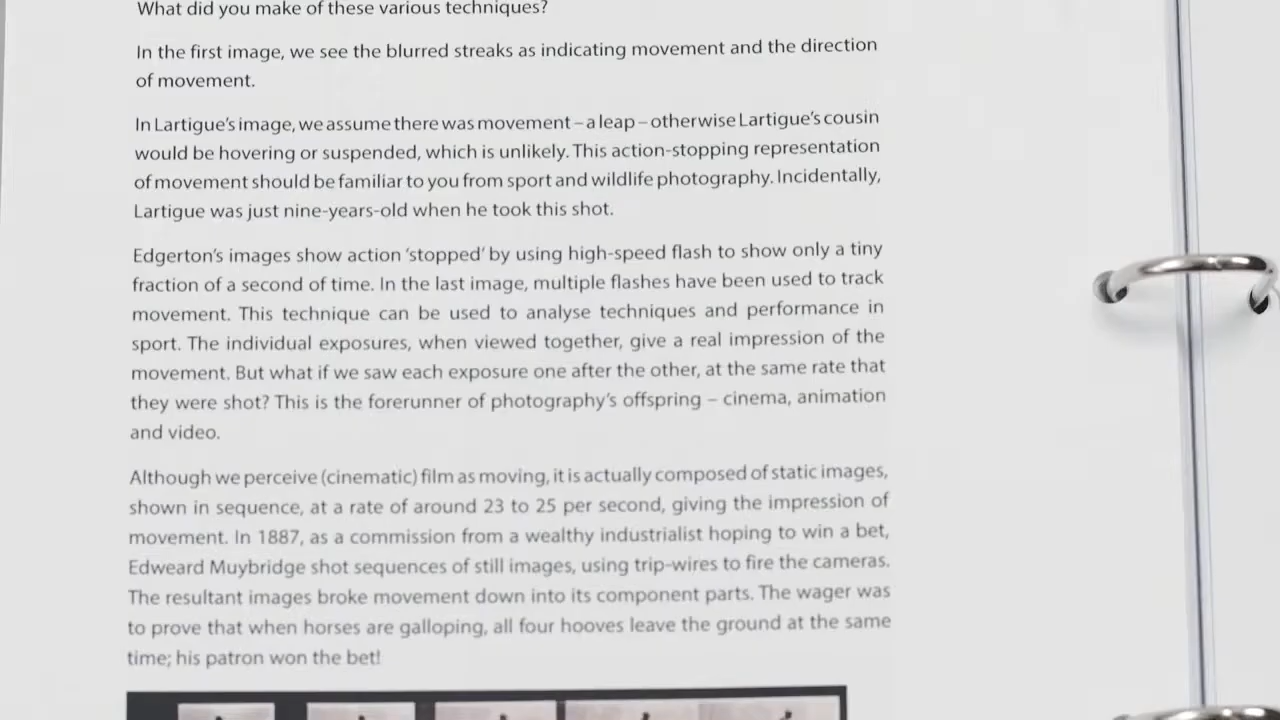 What did you make of these various techniques?
In the first image, we see the blurred streaks as indicating movement and the direction
of movement.
In Lartigue's image, we assume there was movement – a leap – otherwise Lartigue's cousin
would be hovering or suspended, which is unlikely. This action-stopping representation
of movement should be familiar to you from sport and wildlife photography. Incidentally,
Lartigue was just nine-years-old when he took this shot.
Edgerton's images show action 'stopped' by using high-speed flash to show only a tiny
fraction of a second of time. In the last image, multiple flashes have been used to track
movement. This technique can be used to analyse techniques and performance in
sport. The individual exposures, when viewed together, give a real impression of the
movement. But what if we saw each exposure one after the other, at the same rate that
they were shot? This is the forerunner of photography's offspring – cinema, animation
and video.
Although we perceive (cinematic) film as moving, it is actually composed of static images,
shown in sequence, at a rate of around 23 to 25 per second, giving the impression of
movement. In 1887, as a commission from a wealthy industrialist hoping to win a bet,
Edweard Muybridge shot sequences of still images, using trip-wires to fire the cameras.
The resultant images broke movement down into its component parts. The wager was
to prove that when horses are galloping, all four hooves leave the ground at the same
time; his patron won the bet!